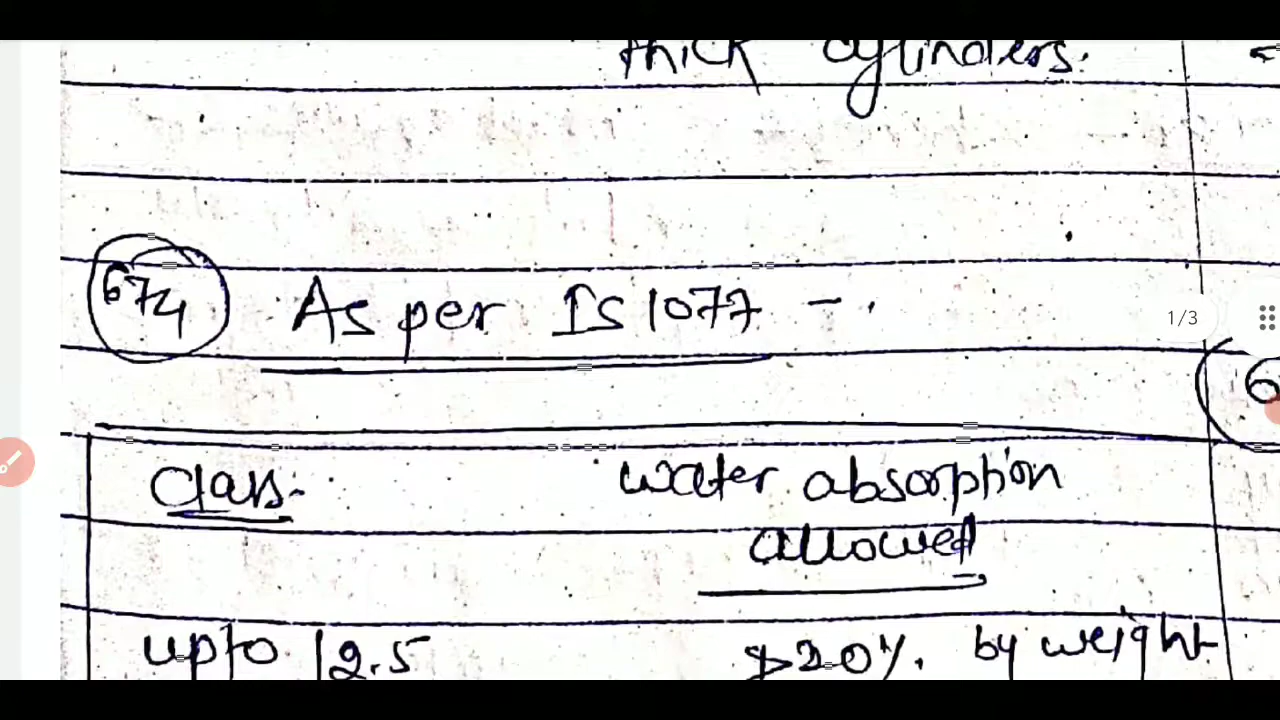 thick cylinders.
674 As per IS 1077 -.
1/3
6
Class.
water absorption
allowed
upto 12.5
≯20%. by weight